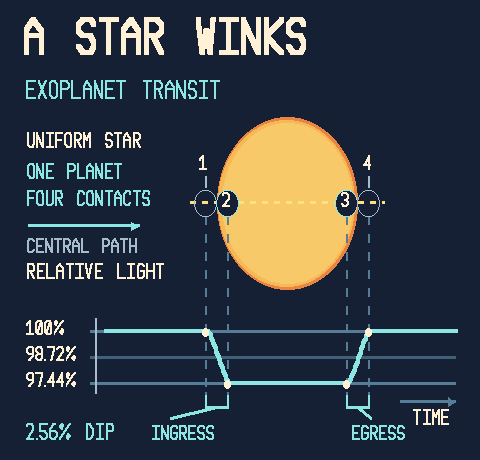 A STAR WINKS
EXOPLANET TRANSIT
UNIFORM STAR
ONE PLANET
FOUR CONTACTS
CENTRAL PATH
RELATIVE LIGHT
1
2
3
4
100%
98.72%
97.44%
TIME
2.56% DIP
INGRESS
EGRESS